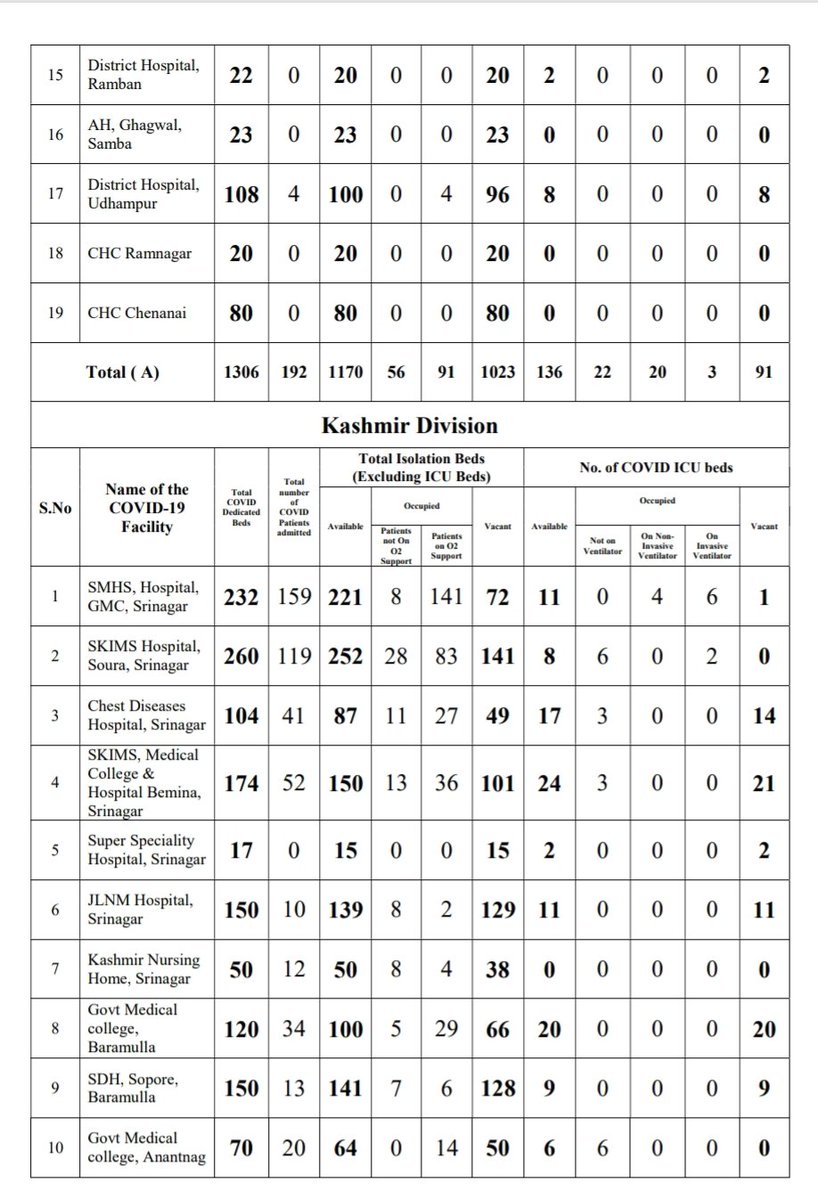 15 District Hospital, Ramban 22 0 20 0 0 20 2 0 0 0 2
16 AH, Ghagwal, Samba 23 0 23 0 0 23 0 0 0 0 0
17 District Hospital, Udhampur 108 4 100 0 4 96 8 0 0 0 8
18 CHC Ramnagar 20 0 20 0 0 20 0 0 0 0 0
19 CHC Chenanai 80 0 80 0 0 80 0 0 0 0 0
Total ( A) 1306 192 1170 56 91 1023 136 22 20 3 91
Kashmir Division
S.No Name of the COVID-19 Facility Total COVID Dedicated Beds Total number of COVID Patients admitted
Total Isolation Beds (Excluding ICU Beds)
Available Occupied Patients not On O2 Support Patients on O2 Support Vacant
No. of COVID ICU beds
Available Occupied Not on Ventilator On Non-Invasive Ventilator On Invasive Ventilator Vacant
1 SMHS, Hospital, GMC, Srinagar 232 159 221 8 141 72 11 0 4 6 1
2 SKIMS Hospital, Soura, Srinagar 260 119 252 28 83 141 8 6 0 2 0
3 Chest Diseases Hospital, Srinagar 104 41 87 11 27 49 17 3 0 0 14
4 SKIMS, Medical College & Hospital Bemina, Srinagar 174 52 150 13 36 101 24 3 0 0 21
5 Super Speciality Hospital, Srinagar 17 0 15 0 0 15 2 0 0 0 2
6 JLNM Hospital, Srinagar 150 10 139 8 2 129 11 0 0 0 11
7 Kashmir Nursing Home, Srinagar 50 12 50 8 4 38 0 0 0 0 0
8 Govt Medical college, Baramulla 120 34 100 5 29 66 20 0 0 0 20
9 SDH, Sopore, Baramulla 150 13 141 7 6 128 9 0 0 0 9
10 Govt Medical college, Anantnag 70 20 64 0 14 50 6 6 0 0 0